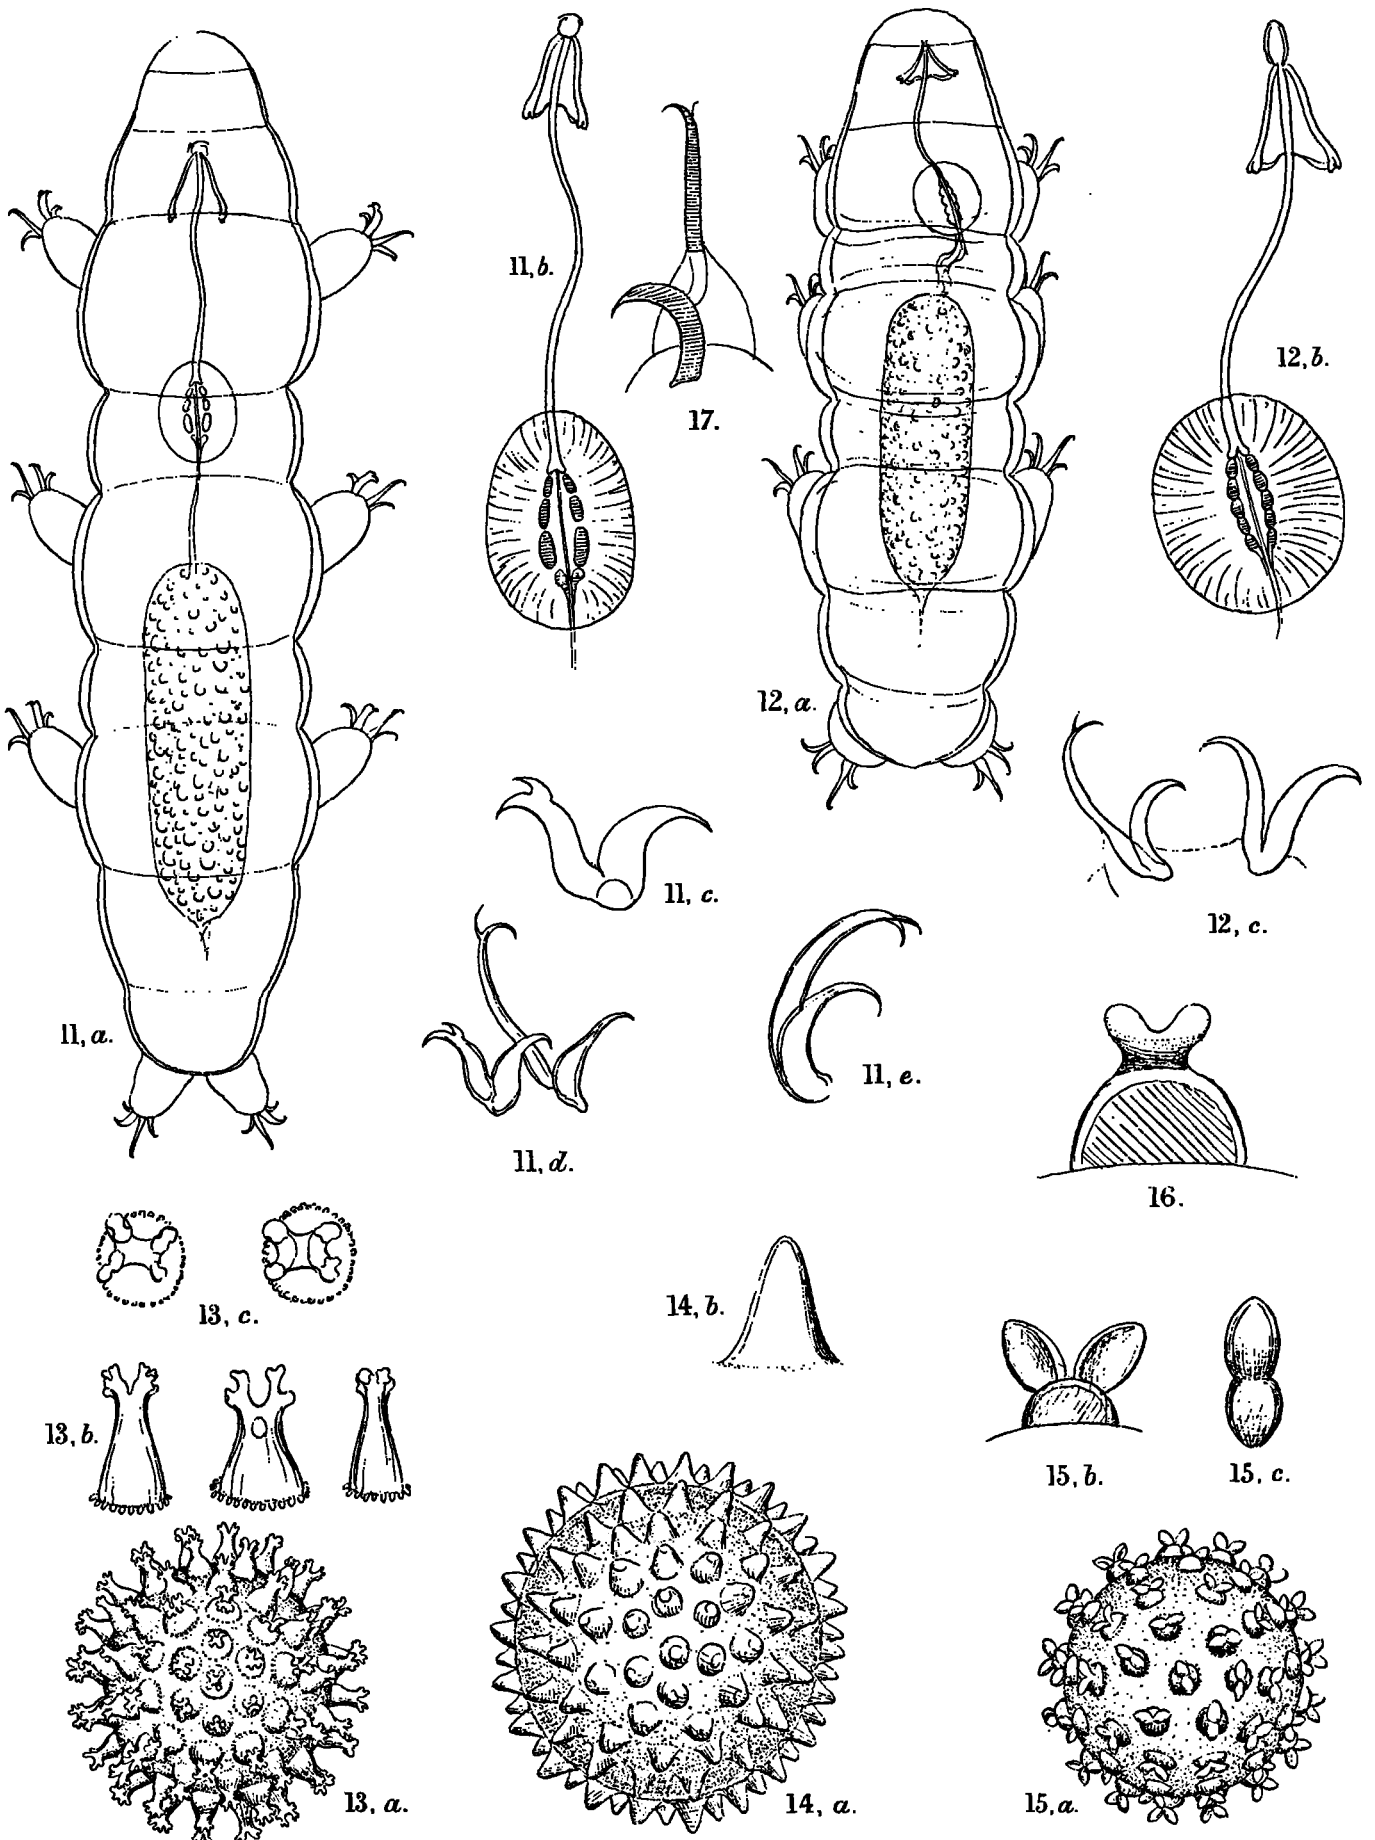 11, b.
17.
12, b.
12, a.
11, c.
12, c.
11, a.
11, e.
11, d.
16.
13, c.
14, b.
13, b.
15, b.
15, c.
13, a.
14, a.
15, a.